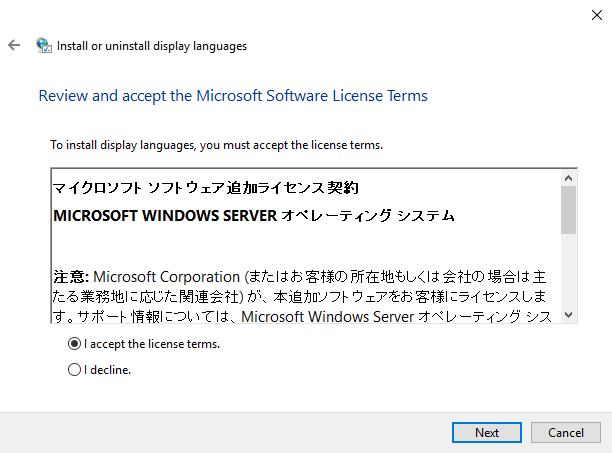 Install or uninstall display languages
Review and accept the Microsoft Software License Terms
To install display languages, you must accept the license terms.
マイクロソフト ソフトウェア追加ライセンス契約
MICROSOFT WINDOWS SERVER オペレーティング システム
注意: Microsoft Corporation (またはお客様の所在地もしくは会社の場合は主
たる業務地に応じた関連会社) が、本追加ソフトウェアをお客様にライセンスしま
す。サポート情報については、Microsoft Windows Server オペレーティング シス
I accept the license terms.
I decline.
Next Cancel